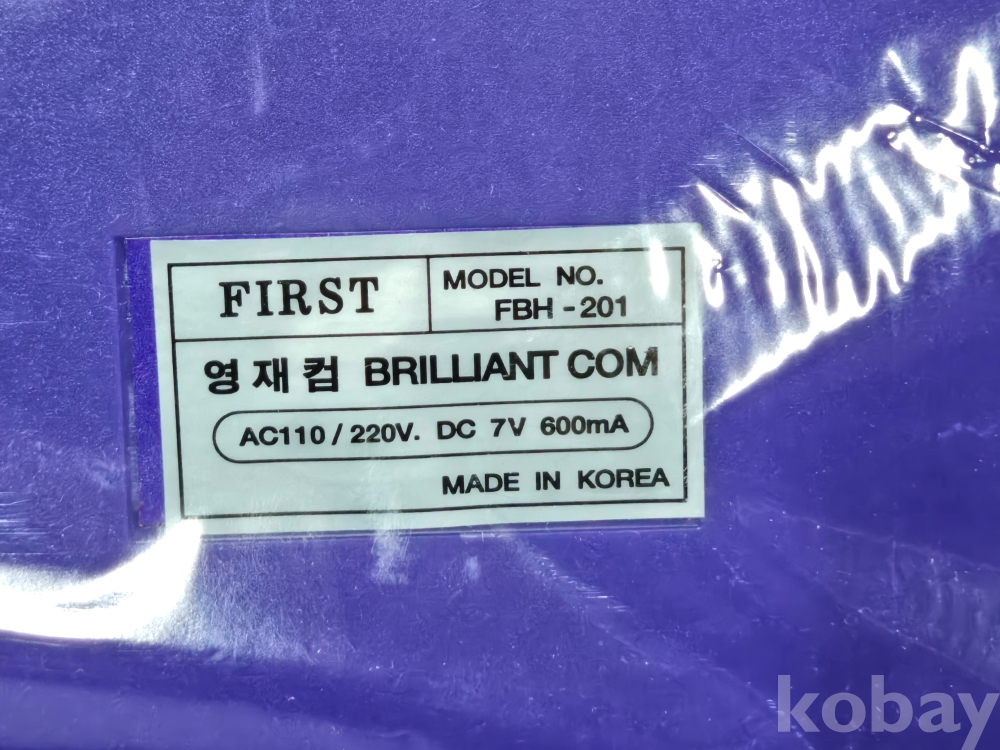 FIRST
MODEL NO.
FBH-201
영재컴 BRILLIANT COM
AC110/220V. DC 7V 600mA
MADE IN KOREA
kobay